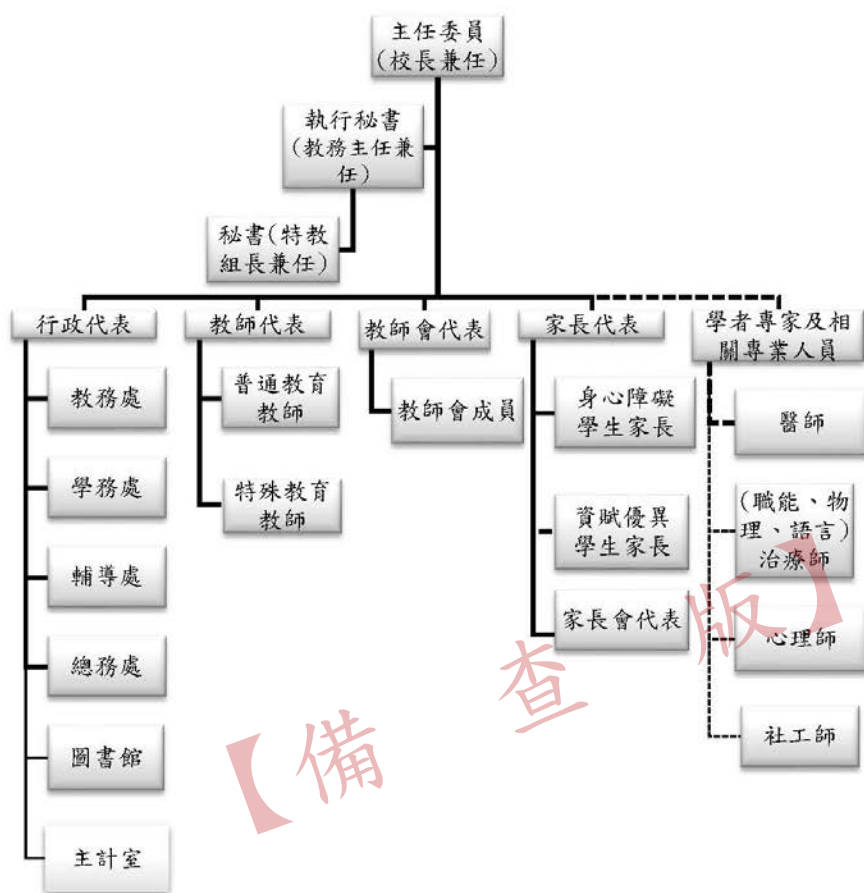 主任委員
(校長兼任)
執行秘書
(教務主任兼
任)
秘書(特教
組長兼任)
行政代表
教務處
學務處
輔導處
總務處
圖書館
主計室
教師代表
普通教育
教師
特殊教育
教師
教師會代表
教師會成員
家長代表
身心障礙
學生家長
資賦優異
學生家長
家長會代表
學者專家及相
關專業人員
醫師
(職能、物
理、語言)
治療師
心理師
社工師
【備查版】